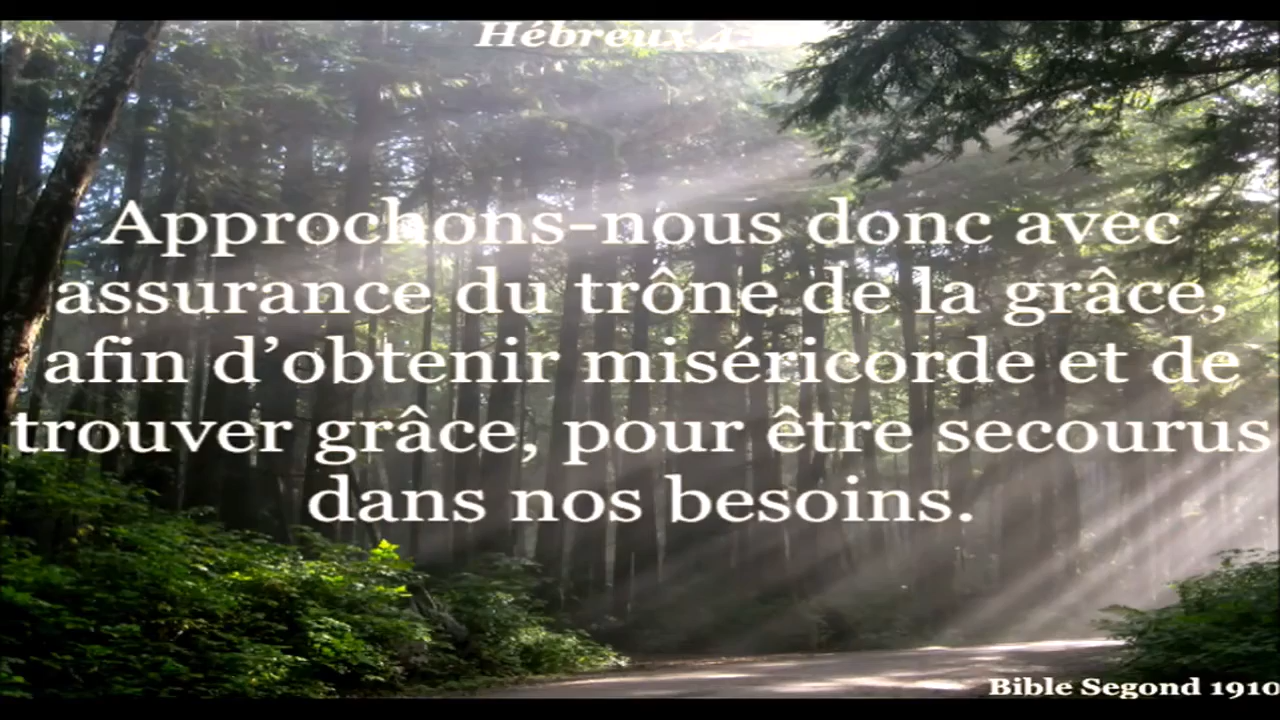 Hébreux
Approchons-nous donc avec
assurance du trône de la grâce,
afin d’obtenir miséricorde et de
trouver grâce, pour être secourus
dans nos besoins.
Bible Segond 1910